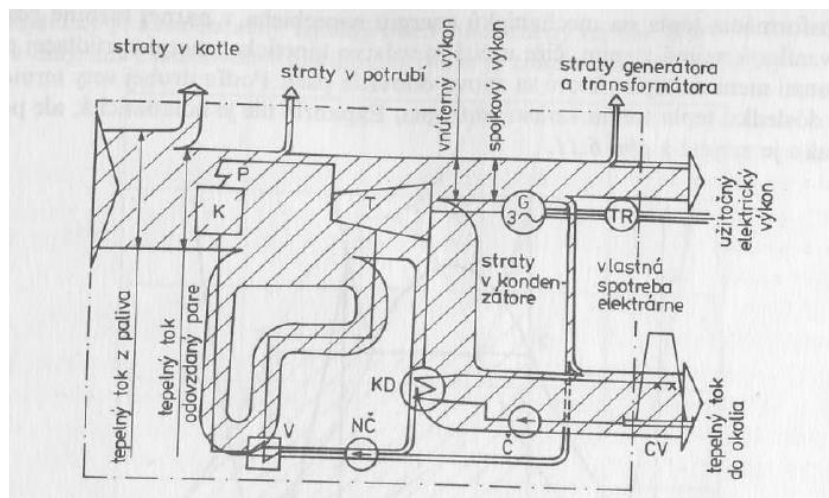 straty v kotle
straty v potrubi
vnútorný výkon
spojkový výkon
straty generátora
a transformátora
P
K
T
G
3~
TR
užitočný
elektrický
výkon
straty
v konden-
zátore
vlastná
spotreba
elektrárne
tepelný tok z paliva
tepelný tok
odovzdaný pare
KD
V
NČ
Č
CV
tepelný tok
do okolia